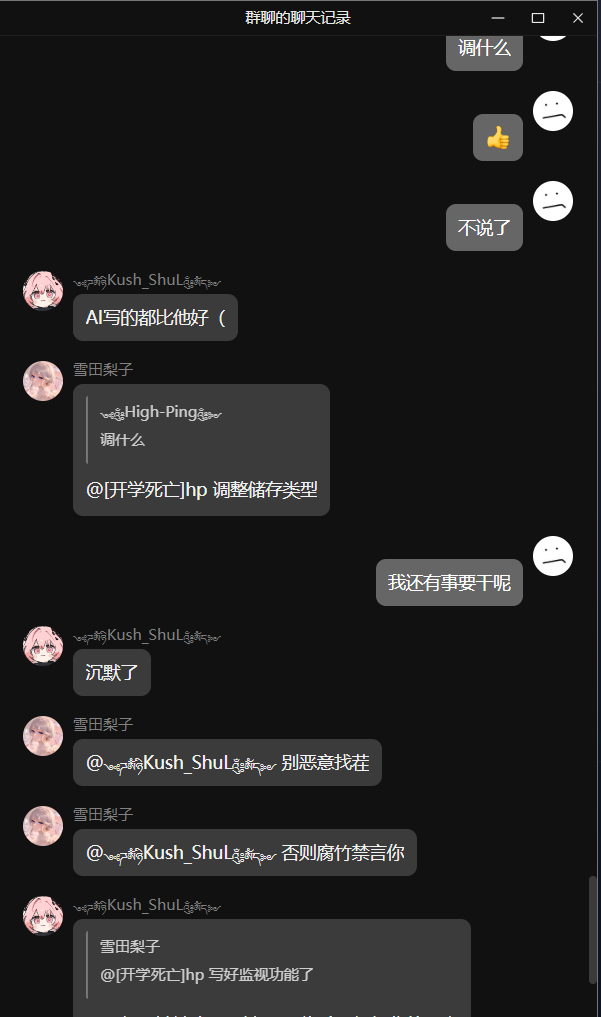 群聊的聊天记录
调什么
👍
不说了
Kush_ShuL
AI写的都比他好（
雪田梨子
High-Ping
调什么
@[开学死亡]hp 调整储存类型
我还有事要干呢
Kush_ShuL
沉默了
雪田梨子
@Kush_ShuL 别恶意找茬
雪田梨子
@Kush_ShuL 否则腐竹禁言你
Kush_ShuL
雪田梨子
@[开学死亡]hp 写好监视功能了